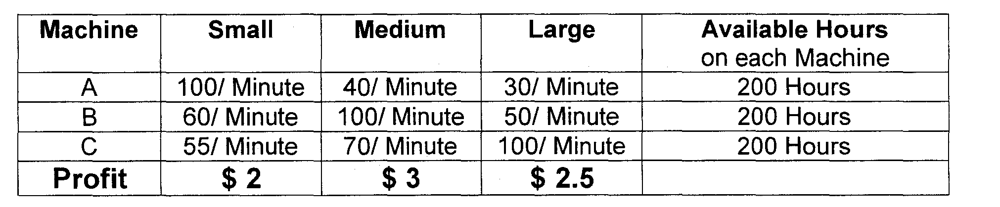 Machine Small Medium Large Available Hours
on each Machine
A 100/ Minute 40/ Minute 30/ Minute 200 Hours
B 60/ Minute 100/ Minute 50/ Minute 200 Hours
C 55/ Minute 70/ Minute 100/ Minute 200 Hours
Profit $ 2 $ 3 $ 2.5